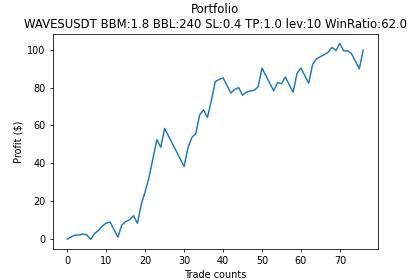 Portfolio
WAVESUSDT BBM:1.8 BBL:240 SL:0.4 TP:1.0 lev:10 WinRatio:62.0
100
80
60
40
20
0
Profit ($)
0 10 20 30 40 50 60 70
Trade counts